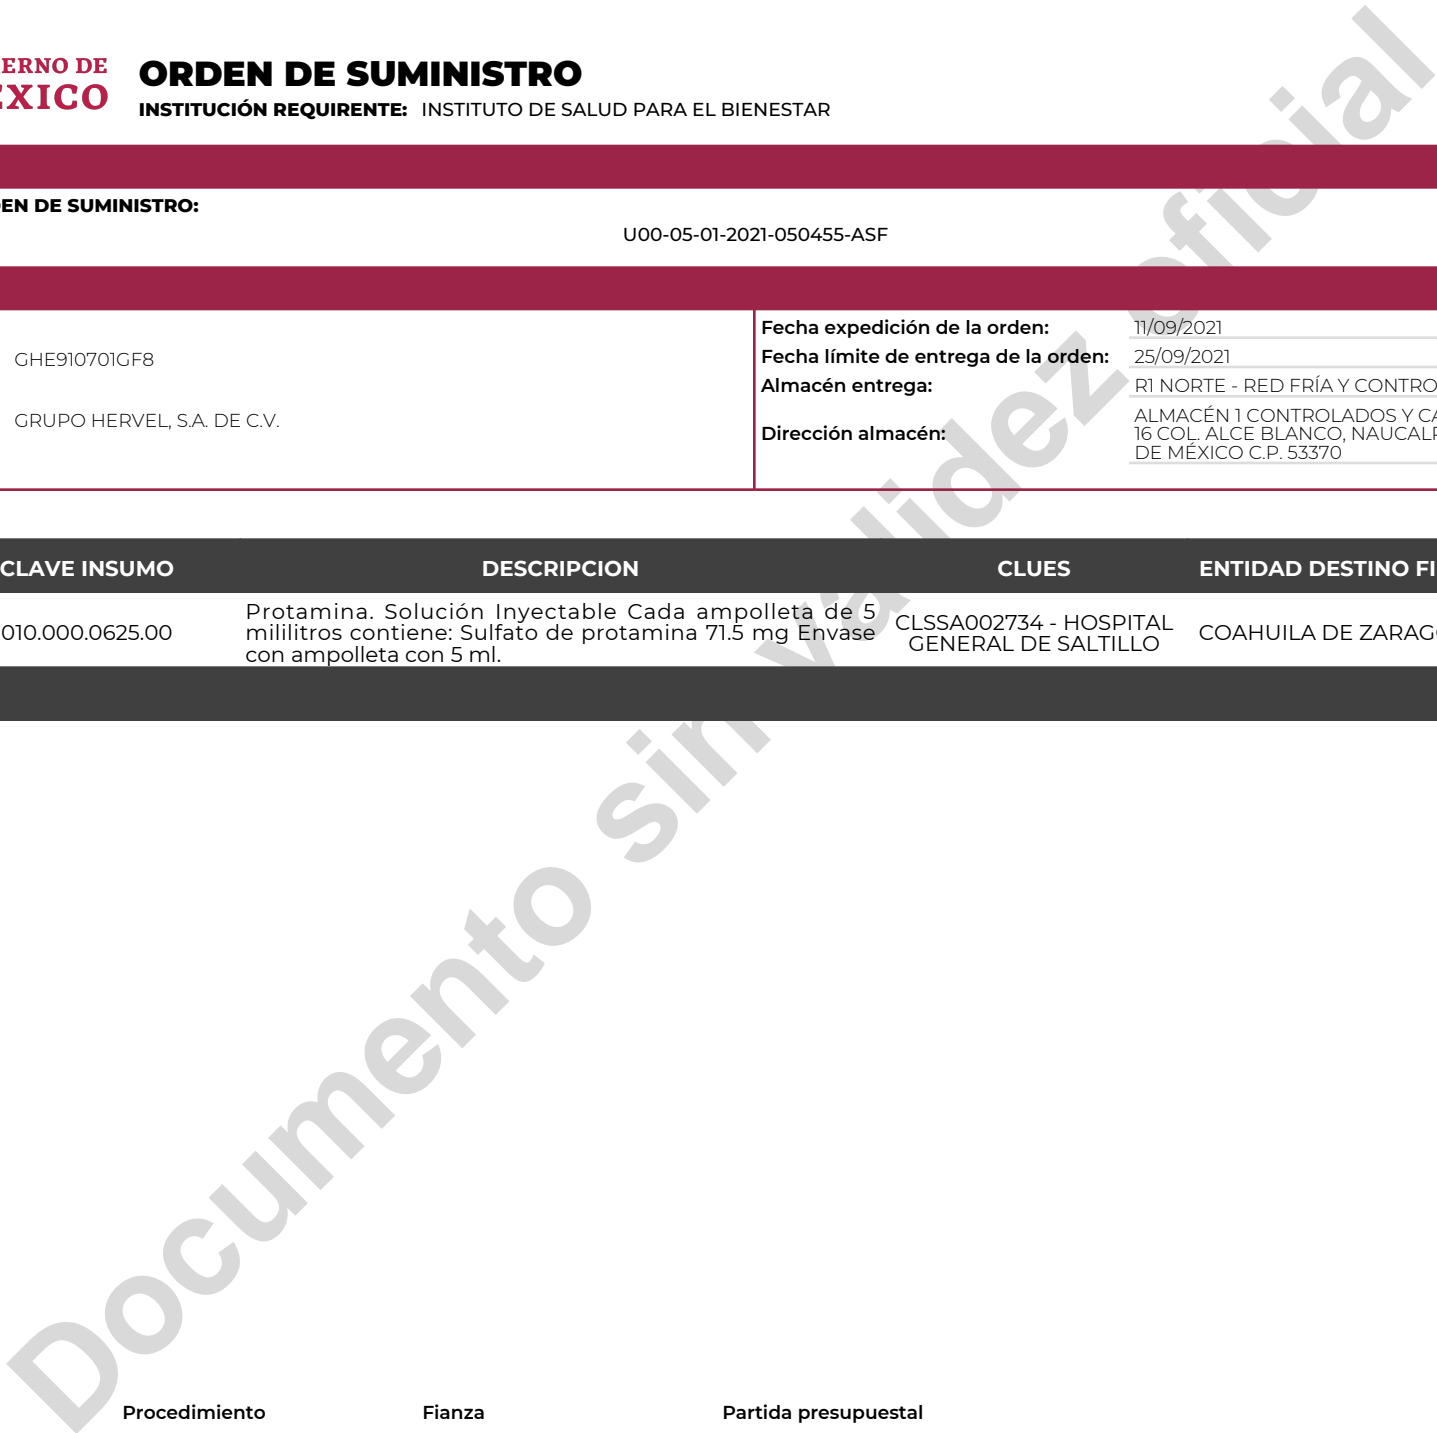 ERNO DE
ÉXICO
ORDEN DE SUMINISTRO
INSTITUCIÓN REQUIRENTE: INSTITUTO DE SALUD PARA EL BIENESTAR
EN DE SUMINISTRO:
U00-05-01-2021-050455-ASF
GHE910701GF8
GRUPO HERVEL, S.A. DE C.V.
Fecha expedición de la orden: 11/09/2021
Fecha límite de entrega de la orden: 25/09/2021
Almacén entrega: R1 NORTE - RED FRÍA Y CONTRO
Dirección almacén: ALMACÉN 1 CONTROLADOS Y CA
16 COL. ALCE BLANCO, NAUCALP
DE MÉXICO C.P. 53370
CLAVE INSUMO DESCRIPCION CLUES ENTIDAD DESTINO FI
010.000.0625.00
Protamina. Solución Inyectable Cada ampolleta de 5
mililitros contiene: Sulfato de protamina 71.5 mg Envase
con ampolleta con 5 ml.
CLSSA002734 - HOSPITAL
GENERAL DE SALTILLO
COAHUILA DE ZARAG
Documento sin validez oficial
Procedimiento Fianza Partida presupuestal